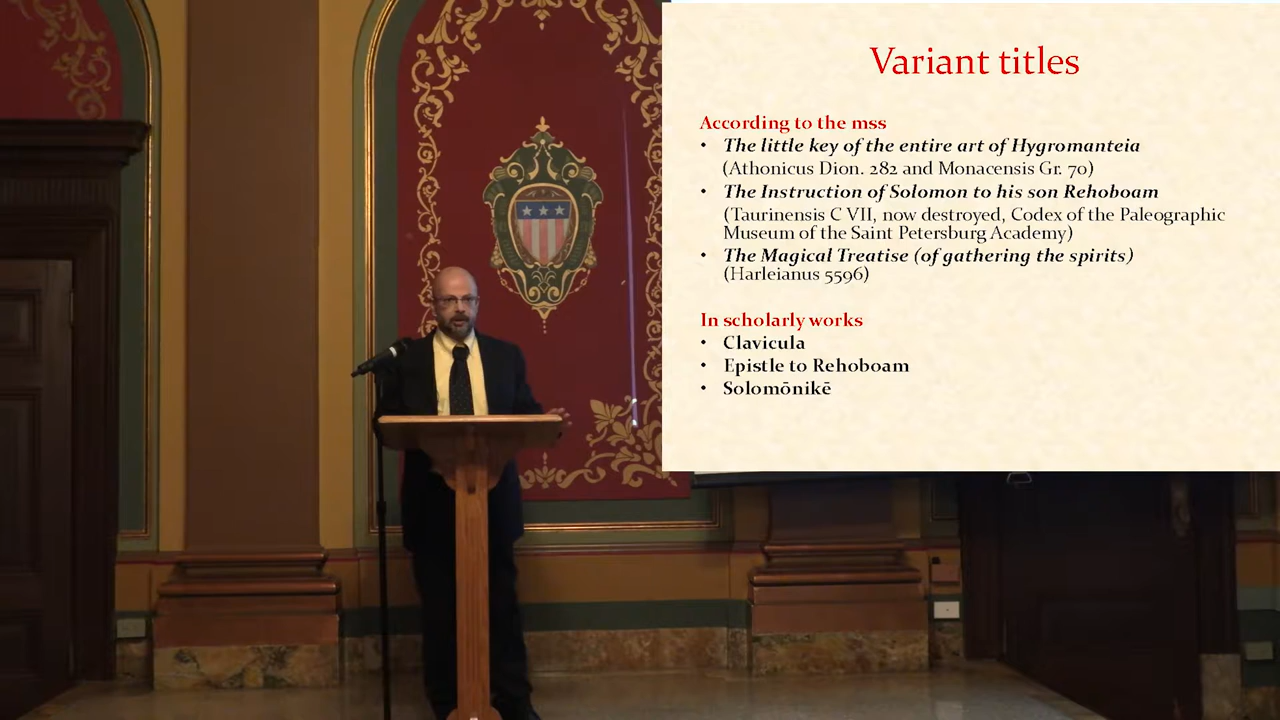 Variant titles
According to the mss
• The little key of the entire art of Hygromanteia
(Athonicus Dion. 282 and Monacensis Gr. 70)
• The Instruction of Solomon to his son Rehoboam
(Taurinensis C VII, now destroyed, Codex of the Paleographic
Museum of the Saint Petersburg Academy)
• The Magical Treatise (of gathering the spirits)
(Harleianus 5596)
In scholarly works
• Clavicula
• Epistle to Rehoboam
• Solomōnikē